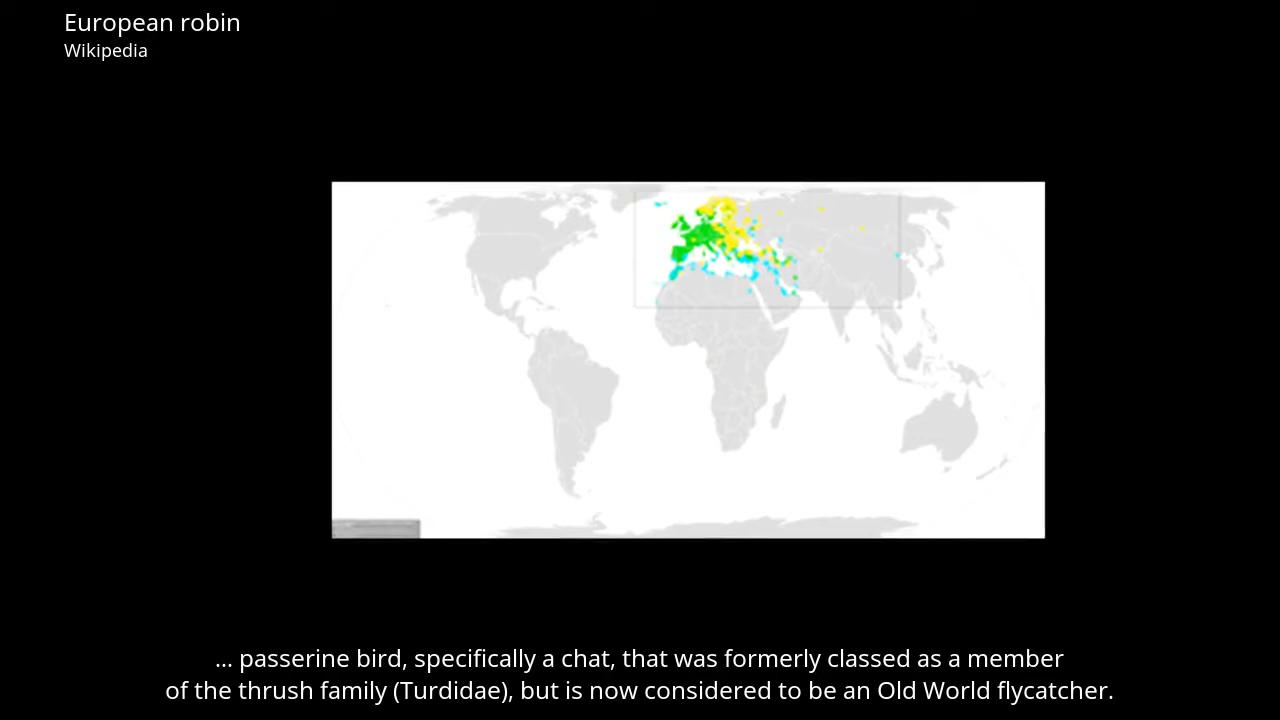 European robin
Wikipedia
... passerine bird, specifically a chat, that was formerly classed as a member
of the thrush family (Turdidae), but is now considered to be an Old World flycatcher.